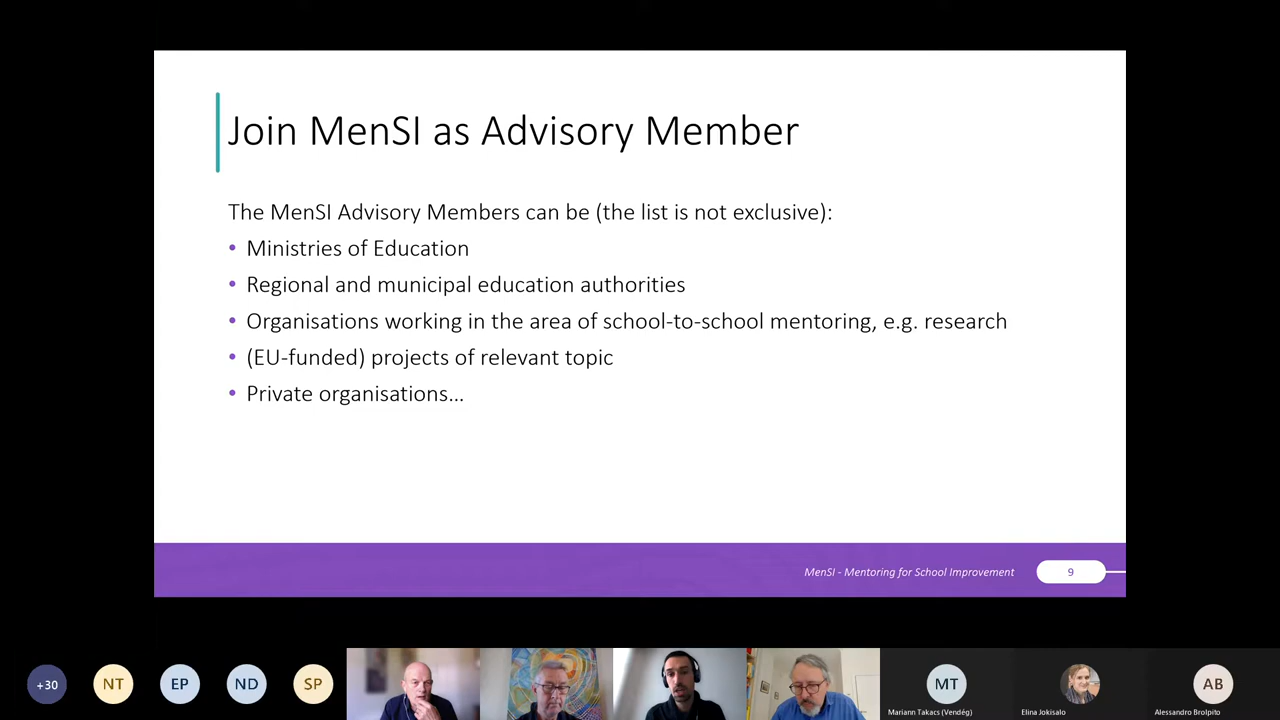 Join MenSI as Advisory Member
The MenSI Advisory Members can be (the list is not exclusive):
• Ministries of Education
• Regional and municipal education authorities
• Organisations working in the area of school-to-school mentoring, e.g. research
• (EU-funded) projects of relevant topic
• Private organisations...
MenSI - Mentoring for School Improvement
9
+30
NT
EP
ND
SP
MT
AB
Mariann Takacs (Vendég)
Elina Jokisalo
Alessandro Brolpito